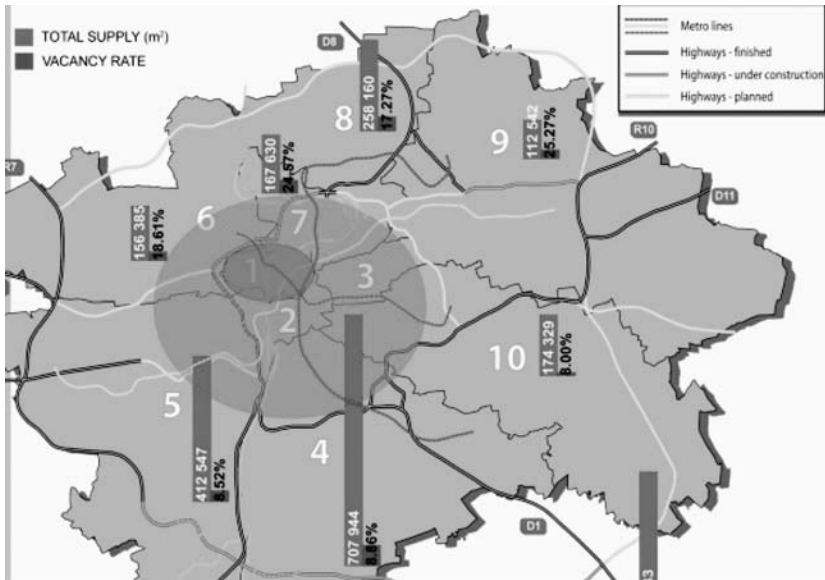 TOTAL SUPPLY (m²)
VACANCY RATE
Metro lines
Highways - finished
Highways - under construction
Highways - planned
D8
8
258 160
17.27%
9
112 542
25.27%
R10
D11
167 630
24.57%
R7
6
7
156 385
18.61%
1
3
2
10
174 329
8.00%
5
412 547
8.52%
4
707 944
8.86%
D1